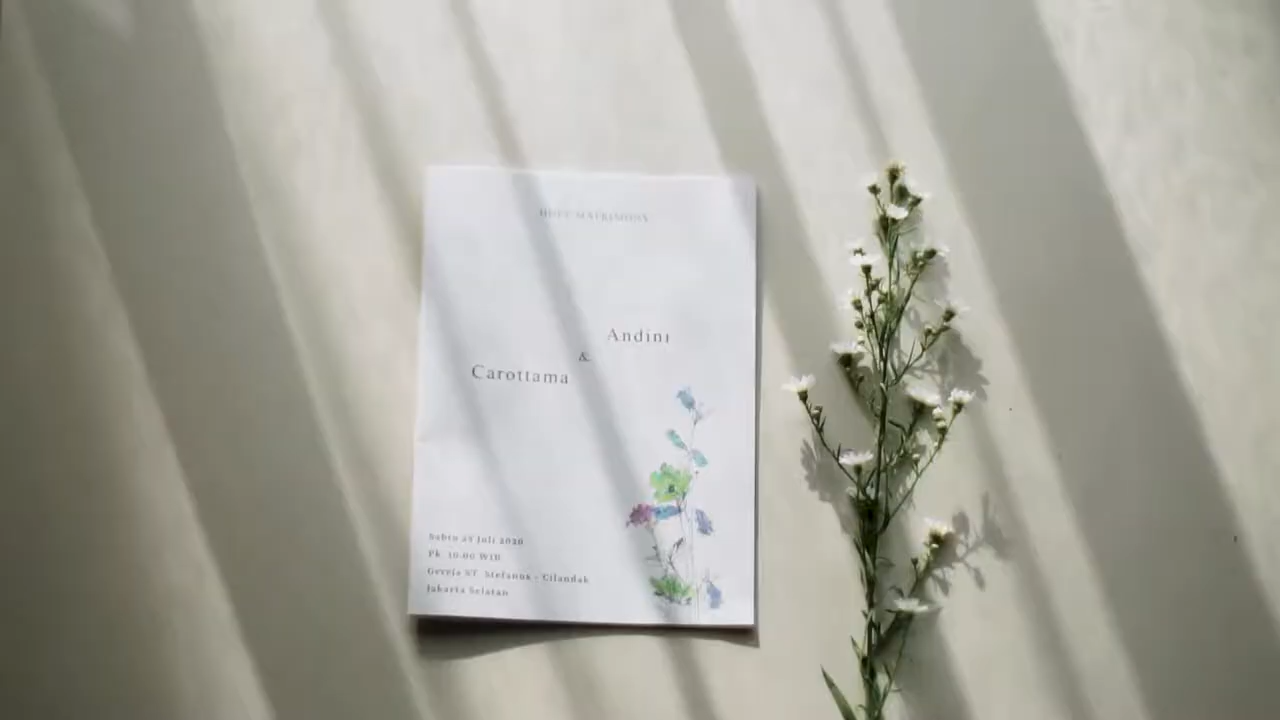 HOLY MATRIMONY
Andini
&
Carottama
Sabtu 25 Juli 2020
Pk. 10.00 WIB
Gereja ST. Stefanus - Cilandak
Jakarta Selatan